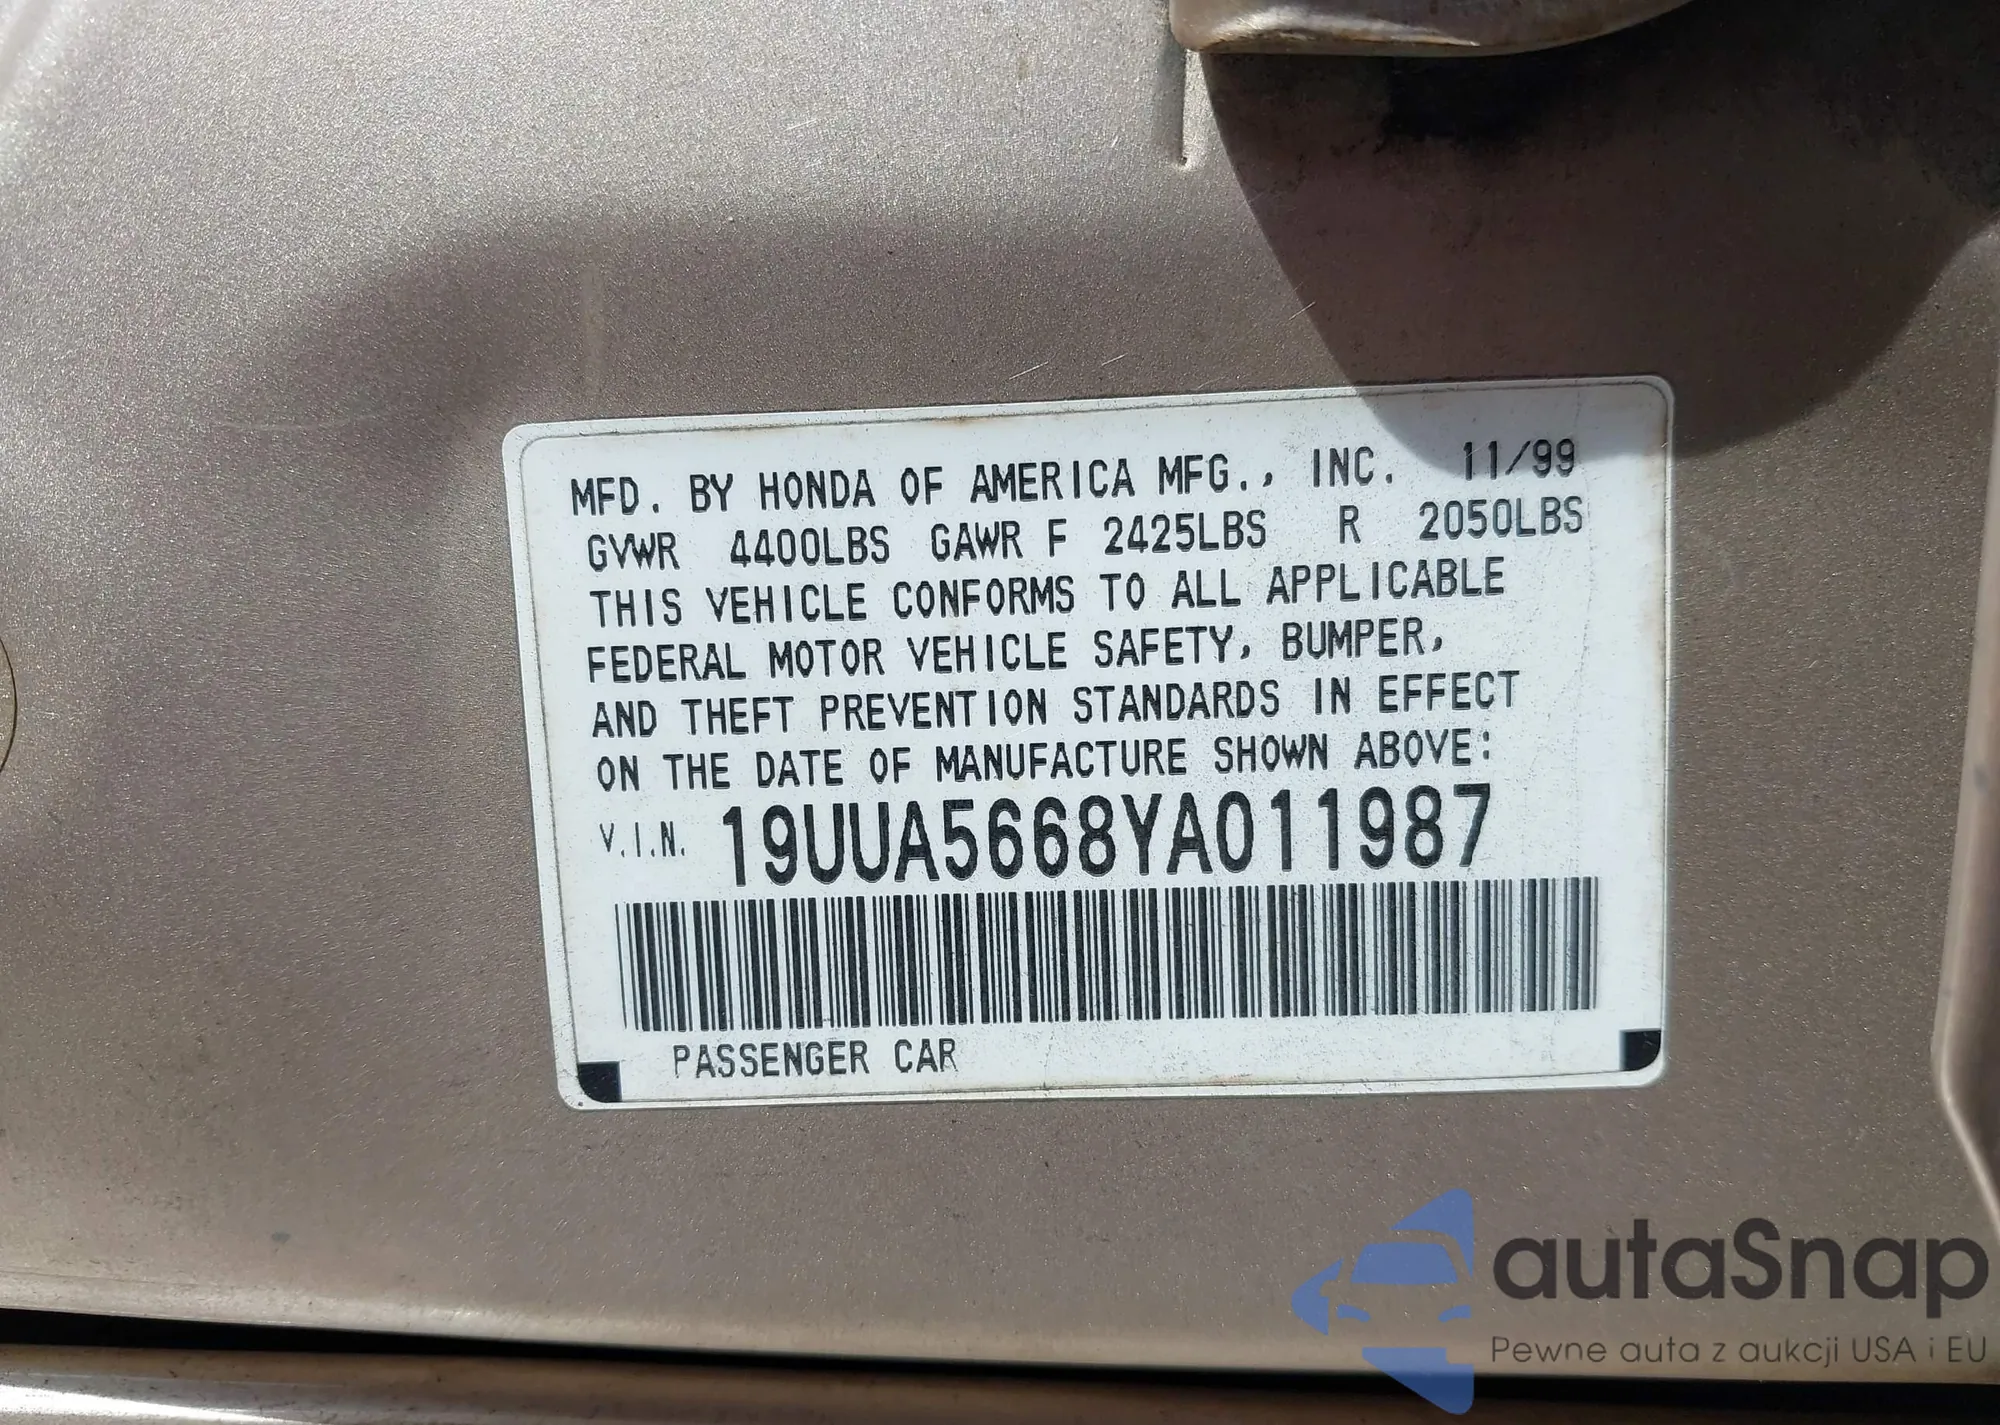 MFD. BY HONDA OF AMERICA MFG., INC. 11/99
GVWR 4400LBS GAWR F 2425LBS R 2050LBS
THIS VEHICLE CONFORMS TO ALL APPLICABLE
FEDERAL MOTOR VEHICLE SAFETY, BUMPER,
AND THEFT PREVENTION STANDARDS IN EFFECT
ON THE DATE OF MANUFACTURE SHOWN ABOVE:
V.I.N. 19UUA5668YA011987
PASSENGER CAR
autaSnap
Pewne auta z aukcji USA i EU